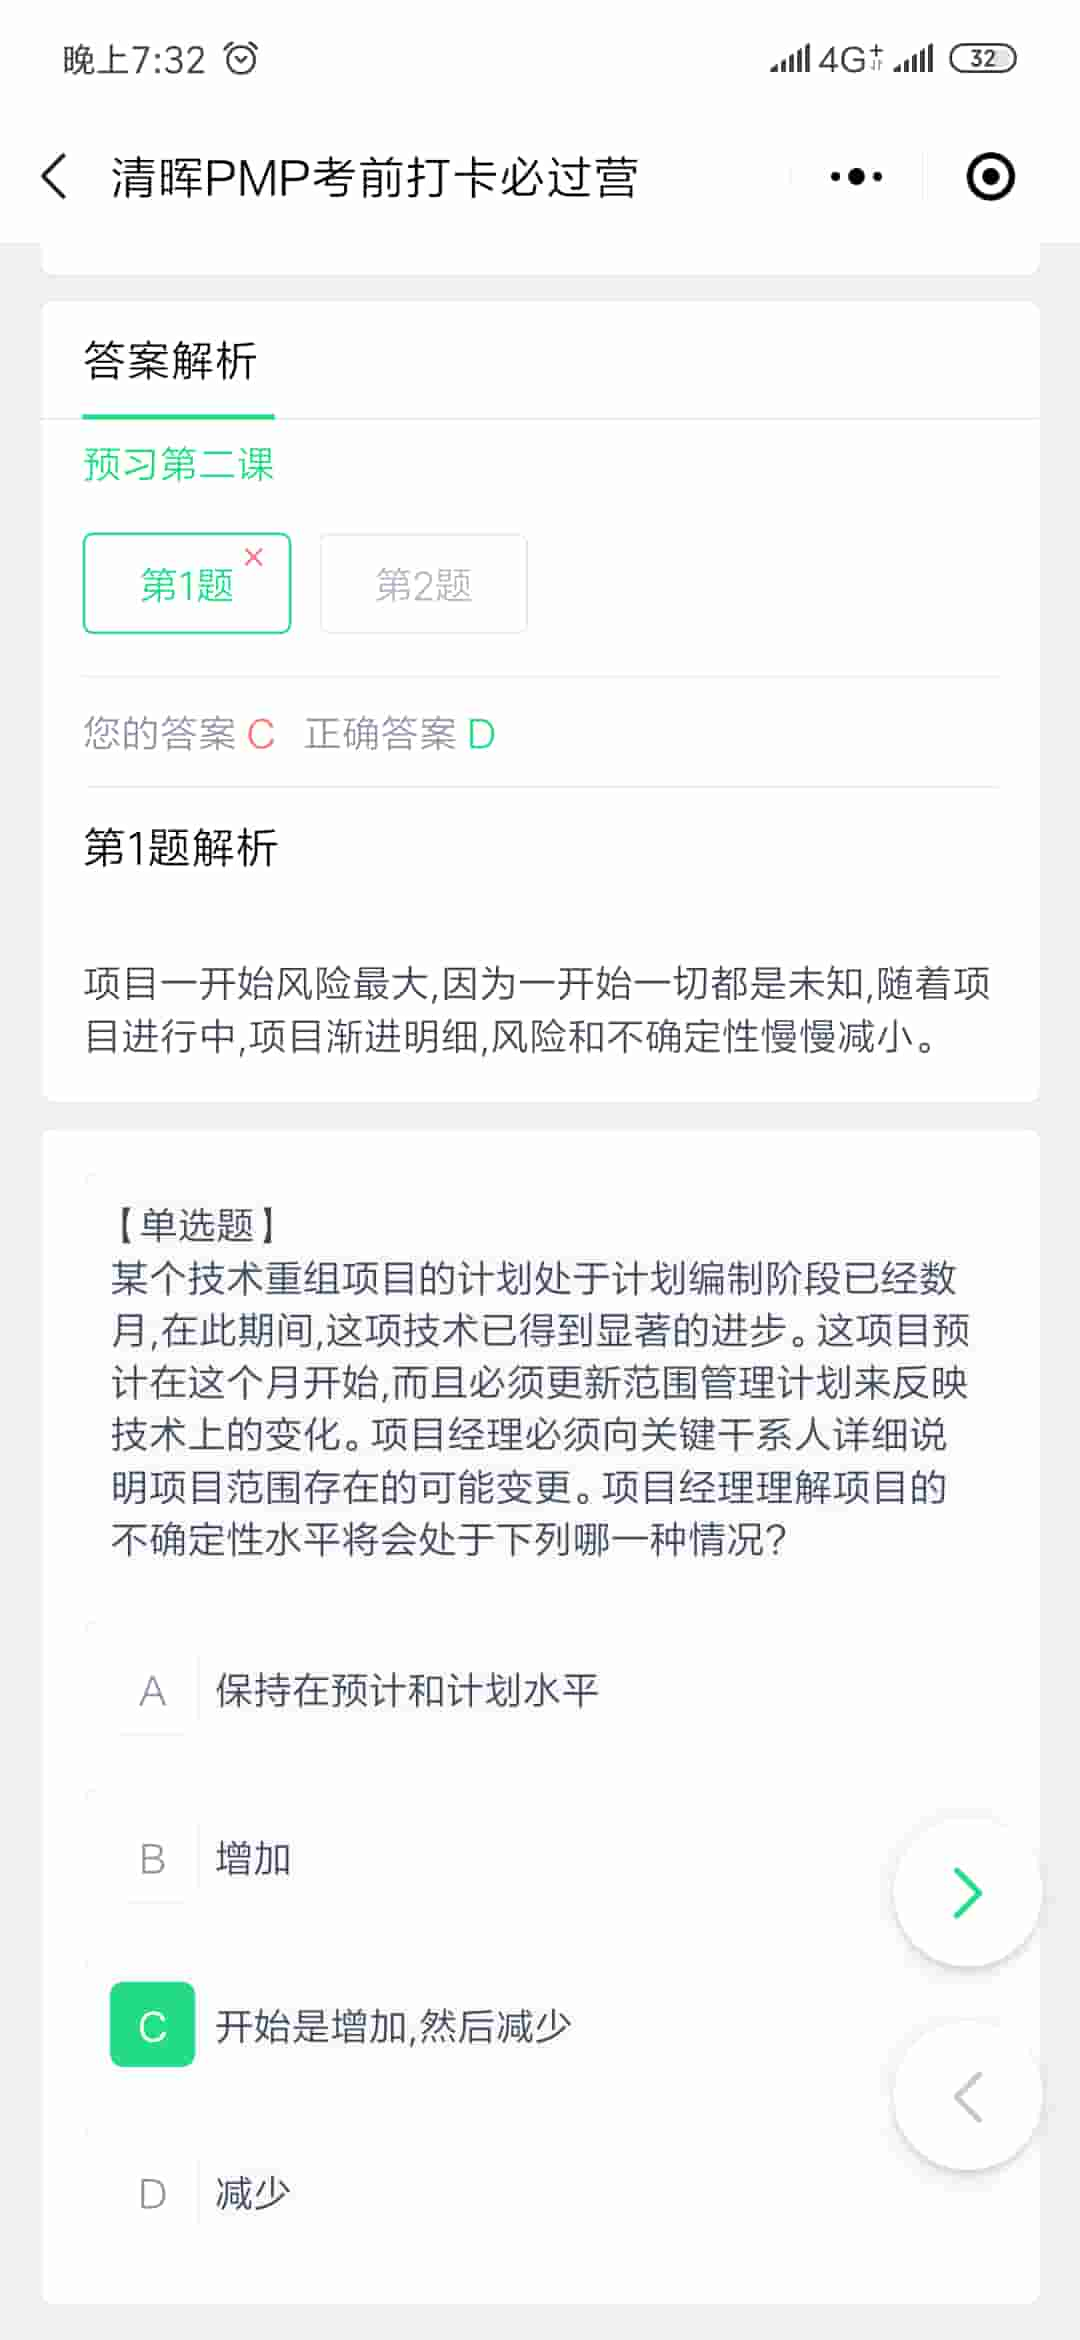 晚上7:32
4G+
32
清晖PMP考前打卡必过营
答案解析
预习第二课
第1题
第2题
您的答案 C 正确答案 D
第1题解析
项目一开始风险最大,因为一开始一切都是未知,随着项
目进行中,项目渐进明细,风险和不确定性慢慢减小。
【单选题】
某个技术重组项目的计划处于计划编制阶段已经数
月,在此期间,这项技术已得到显著的进步。这项目预
计在这个月开始,而且必须更新范围管理计划来反映
技术上的变化。项目经理必须向关键干系人详细说
明项目范围存在的可能变更。项目经理理解项目的
不确定性水平将会处于下列哪一种情况?
A 保持在预计和计划水平
B 增加
C 开始是增加,然后减少
D 减少